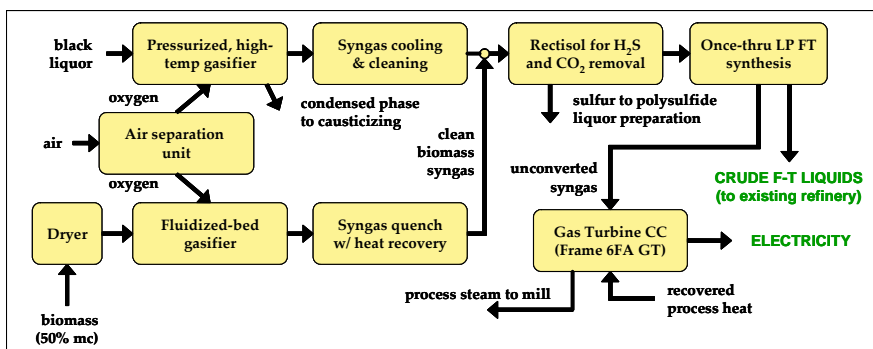 black
liquor
Pressurized, high-
temp gasifier
Syngas cooling
& cleaning
Rectisol for H₂S
and CO₂ removal
Once-thru LP FT
synthesis
oxygen
condensed phase
to causticizing
sulfur to polysulfide
liquor preparation
air
Air separation
unit
clean
biomass
syngas
unconverted
syngas
CRUDE F-T LIQUIDS
(to existing refinery)
oxygen
Dryer
Fluidized-bed
gasifier
Syngas quench
w/ heat recovery
Gas Turbine CC
(Frame 6FA GT)
ELECTRICITY
process steam to mill
recovered
process heat
biomass
(50% mc)